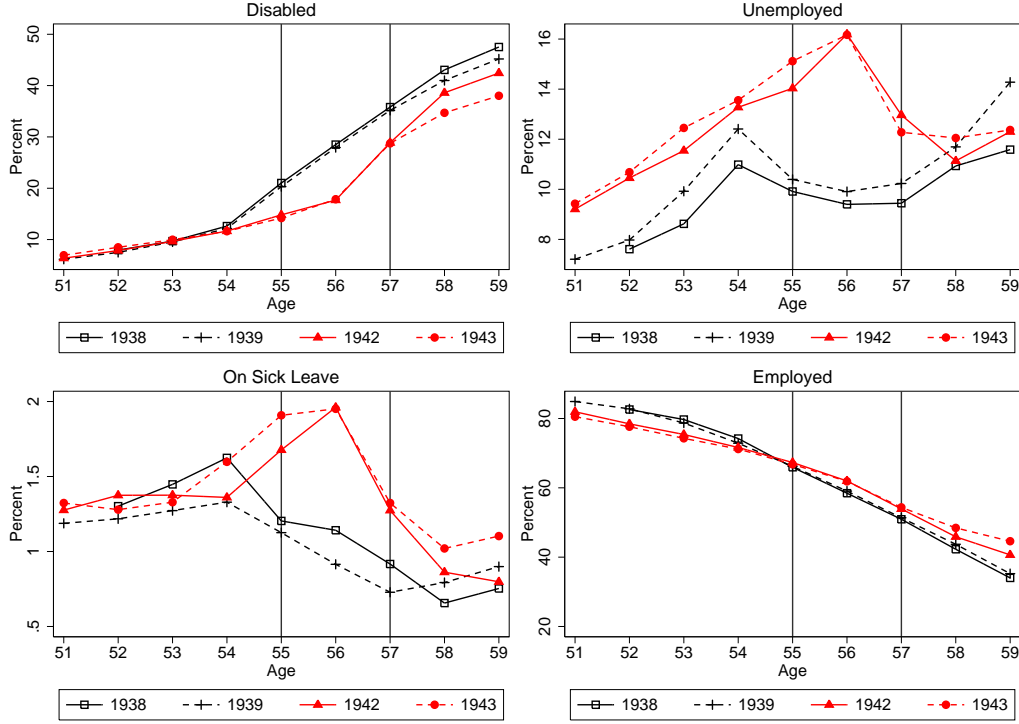 Disabled
Percent
50
40
30
20
10
51 52 53 54 55 56 57 58 59
Age
1938 1939 1942 1943
Unemployed
Percent
16
14
12
10
8
51 52 53 54 55 56 57 58 59
Age
1938 1939 1942 1943
On Sick Leave
Percent
2
1.5
1
.5
51 52 53 54 55 56 57 58 59
Age
1938 1939 1942 1943
Employed
Percent
80
60
40
20
51 52 53 54 55 56 57 58 59
Age
1938 1939 1942 1943